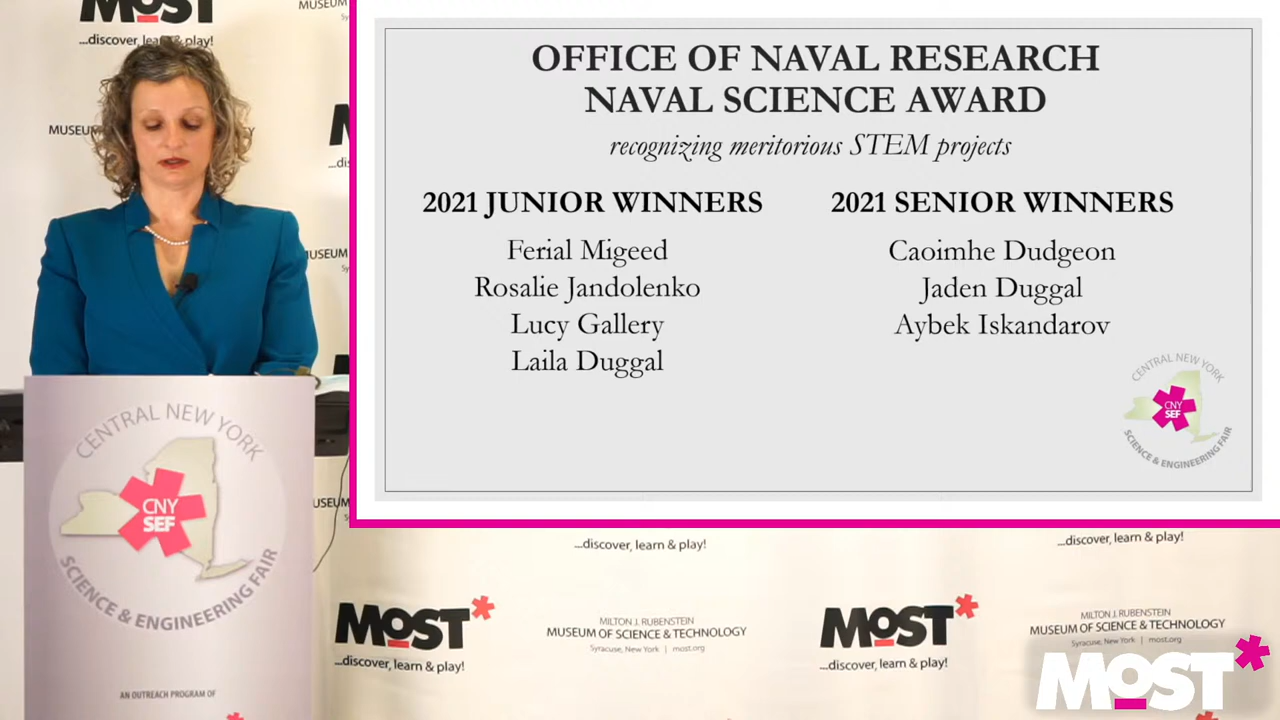 MOST
...discover, learn & play!
MUSEUM
MUSEUM
OFFICE OF NAVAL RESEARCH
NAVAL SCIENCE AWARD
recognizing meritorious STEM projects
2021 JUNIOR WINNERS
Ferial Migeed
Rosalie Jandolenko
Lucy Gallery
Laila Duggal
2021 SENIOR WINNERS
Caoimhe Dudgeon
Jaden Duggal
Aybek Iskandarov
CENTRAL NEW YORK
CNY
SEF
SCIENCE & ENGINEERING FAIR
CENTRAL NEW YORK
CNY
SEF
SCIENCE & ENGINEERING FAIR
AN OUTREACH PROGRAM OF
...discover, learn & play!
...discover, learn & play!
MOST*
...discover, learn & play!
MILTON J. RUBENSTEIN
MUSEUM OF SCIENCE & TECHNOLOGY
Syracuse, New York | most.org
MOST*
...discover, learn & play!
MILTON J. RUBENSTEIN
MUSEUM OF SCIENCE & TECHNOLOGY
Syracuse, New York | most.org
MOST*